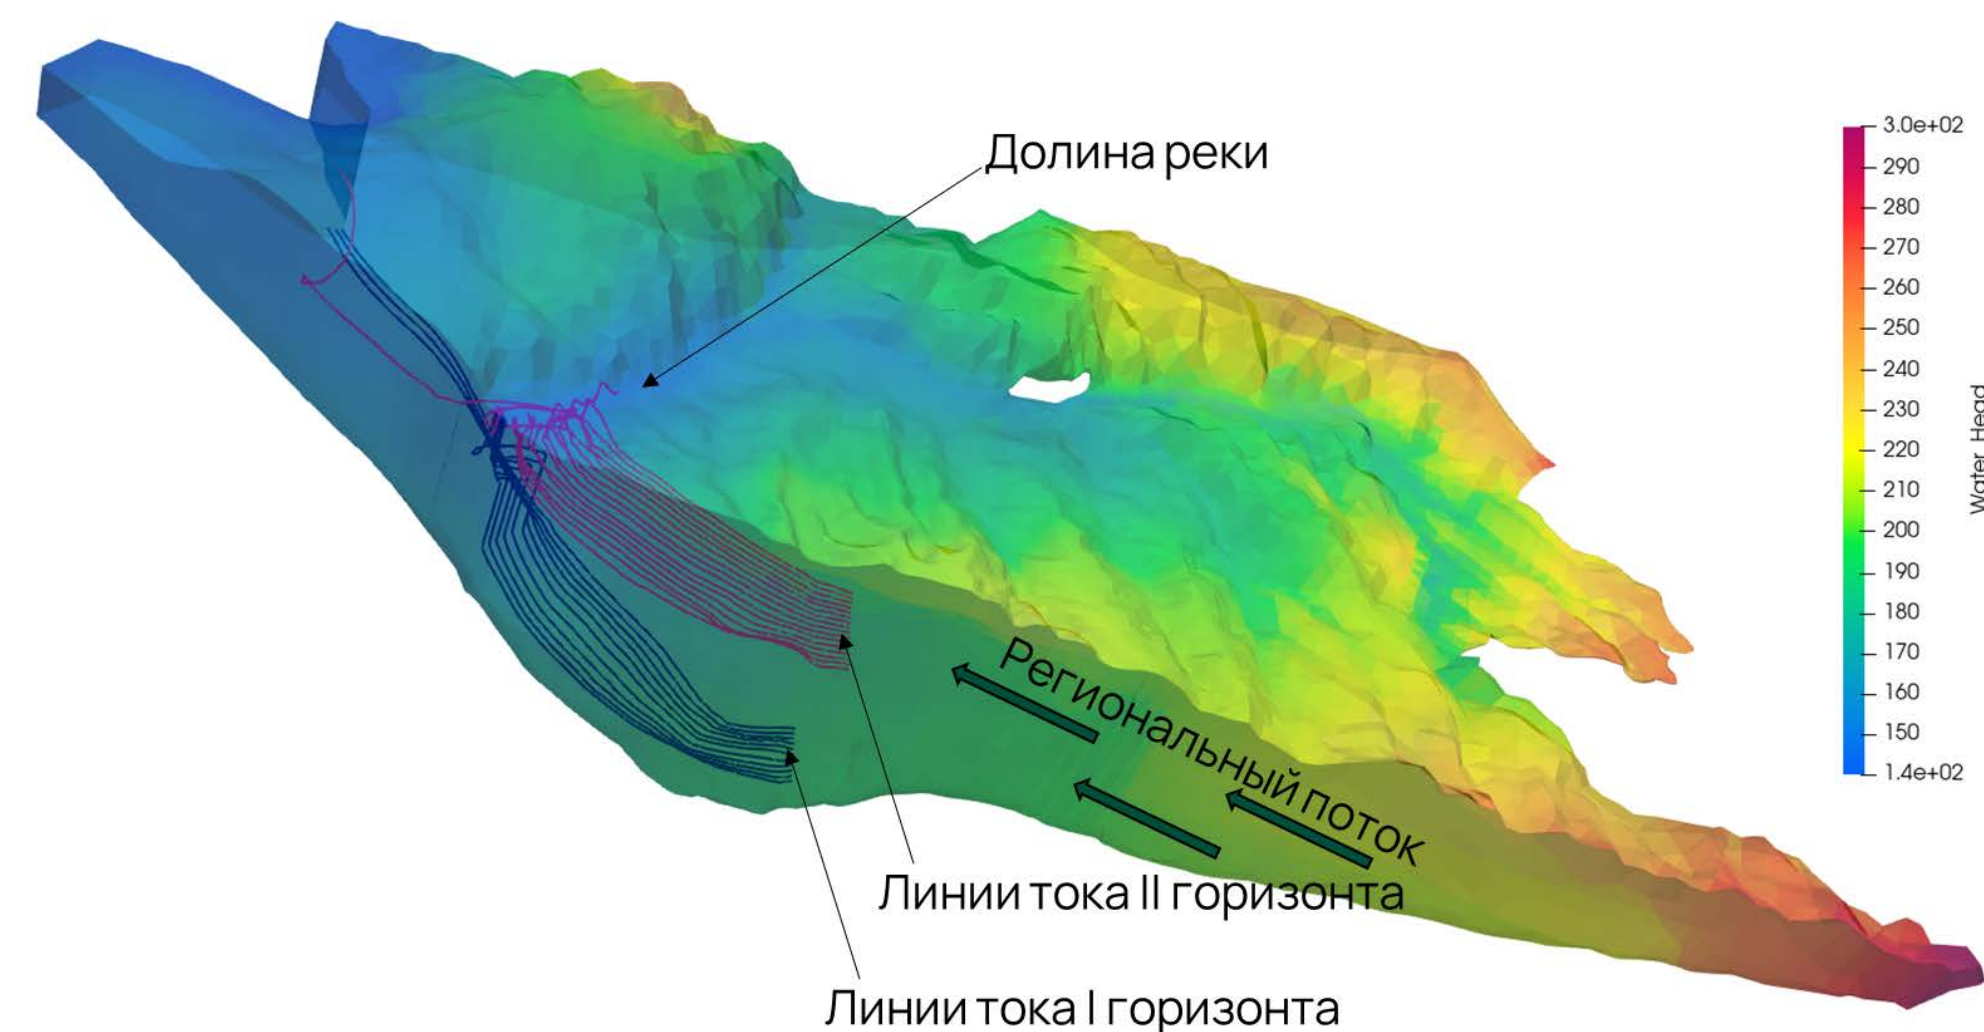 Долина реки
3.0e+02
290
280
270
260
250
240
230
220
210
200
190
180
170
160
150
1.4e+02
Water_Head
Региональный поток
Линии тока II горизонта
Линии тока I горизонта